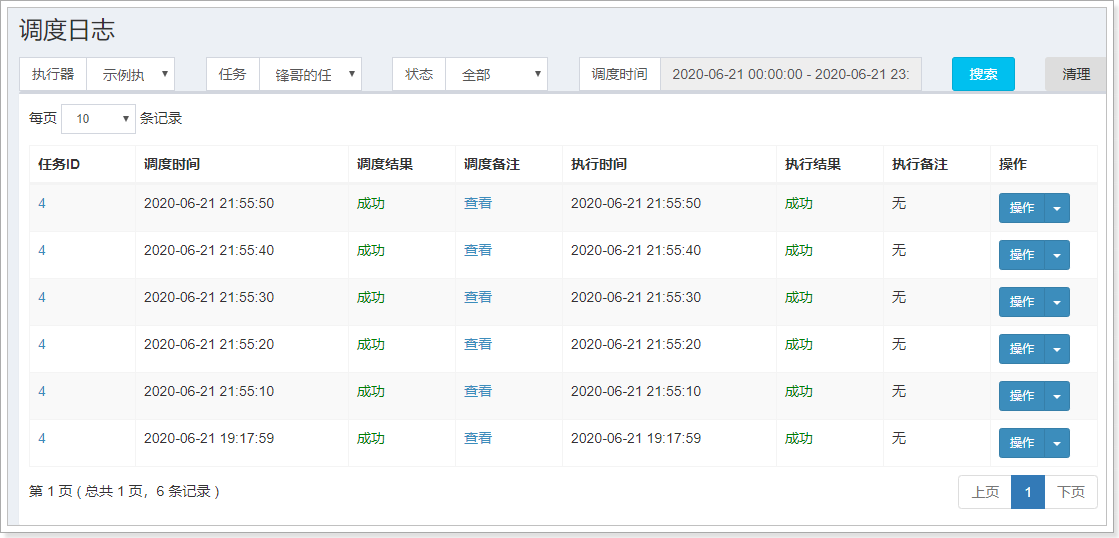 调度日志
执行器 示例执 任务 锋哥的任 状态 全部 调度时间 2020-06-21 00:00:00 - 2020-06-21 23: 搜索 清理
每页 10 条记录
任务ID 调度时间 调度结果 调度备注 执行时间 执行结果 执行备注 操作
4 2020-06-21 21:55:50 成功 查看 2020-06-21 21:55:50 成功 无 操作
4 2020-06-21 21:55:40 成功 查看 2020-06-21 21:55:40 成功 无 操作
4 2020-06-21 21:55:30 成功 查看 2020-06-21 21:55:30 成功 无 操作
4 2020-06-21 21:55:20 成功 查看 2020-06-21 21:55:20 成功 无 操作
4 2020-06-21 21:55:10 成功 查看 2020-06-21 21:55:10 成功 无 操作
4 2020-06-21 19:17:59 成功 查看 2020-06-21 19:17:59 成功 无 操作
第 1 页 ( 总共 1 页，6 条记录 ) 上页 1 下页